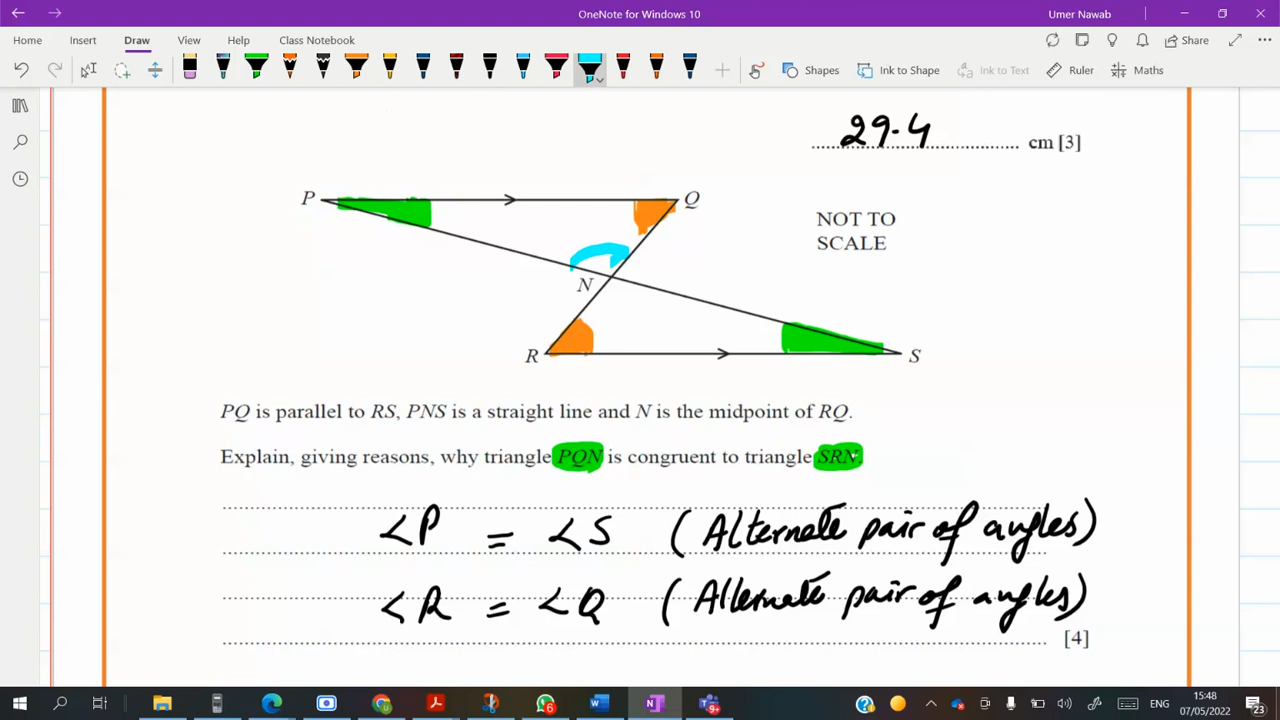 OneNote for Windows 10
Umer Nawab
Home Insert Draw View Help Class Notebook
Share
Shapes Ink to Shape Ink to Text Ruler Maths
29.4
cm [3]
P
Q
NOT TO
SCALE
N
R
S
PQ is parallel to RS, PNS is a straight line and N is the midpoint of RQ.
Explain, giving reasons, why triangle PQN is congruent to triangle SRN.
<P = <S (Alternate pair of angles)
<R = <Q (Alternate pair of angles)
[4]
6
9+
ENG
15:48
07/05/2022
23